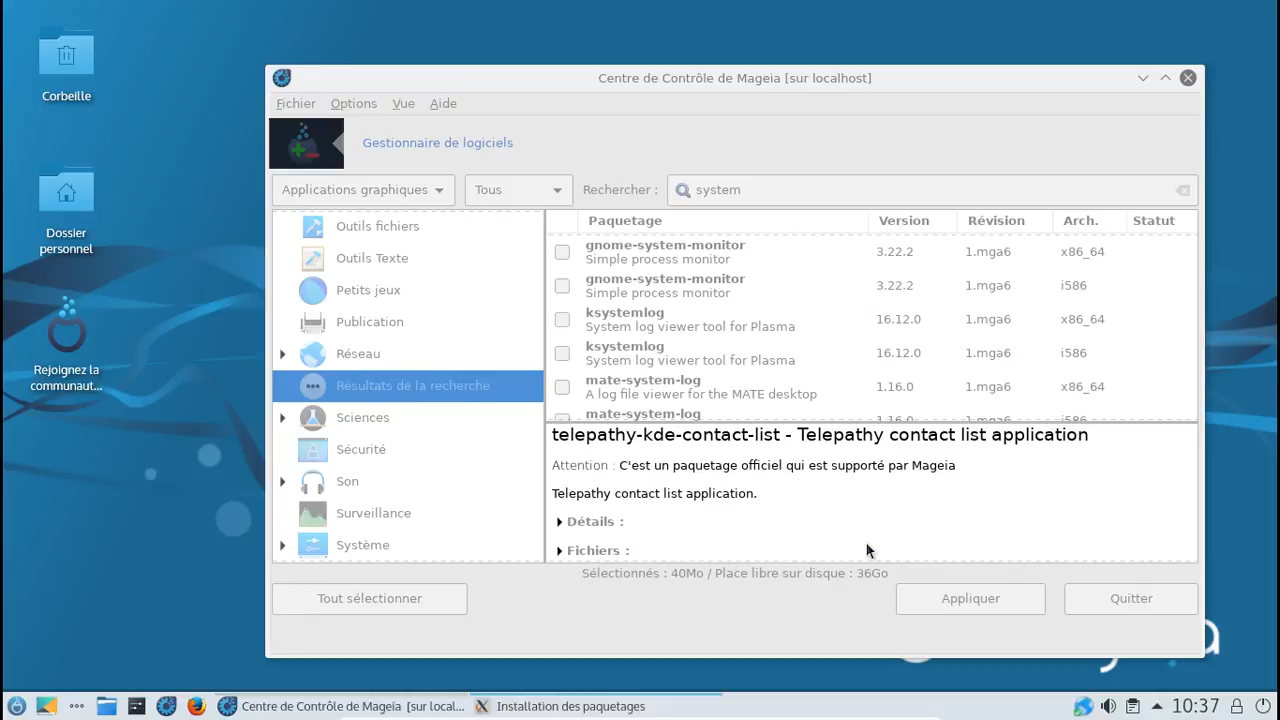 Corbeille
Dossier
personnel
Rejoignez la
communaut...
Centre de Contrôle de Mageia [sur localhost]
Fichier Options Vue Aide
Gestionnaire de logiciels
Applications graphiques Tous Rechercher : system
Outils fichiers
Outils Texte
Petits jeux
Publication
Réseau
Résultats de la recherche
Sciences
Sécurité
Son
Surveillance
Système
Paquetage Version Révision Arch. Statut
gnome-system-monitor 3.22.2 1.mga6 x86_64
Simple process monitor
gnome-system-monitor 3.22.2 1.mga6 i586
Simple process monitor
ksystemlog 16.12.0 1.mga6 x86_64
System log viewer tool for Plasma
ksystemlog 16.12.0 1.mga6 i586
System log viewer tool for Plasma
mate-system-log 1.16.0 1.mga6 x86_64
A log file viewer for the MATE desktop
mate-system-log 1.16.0 1.mga6 i586
telepathy-kde-contact-list - Telepathy contact list application
Attention : C'est un paquetage officiel qui est supporté par Mageia
Telepathy contact list application.
Détails :
Fichiers :
Sélectionnés : 40Mo / Place libre sur disque : 36Go
Tout sélectionner Appliquer Quitter
Centre de Contrôle de Mageia [sur local... Installation des paquetages 10:37